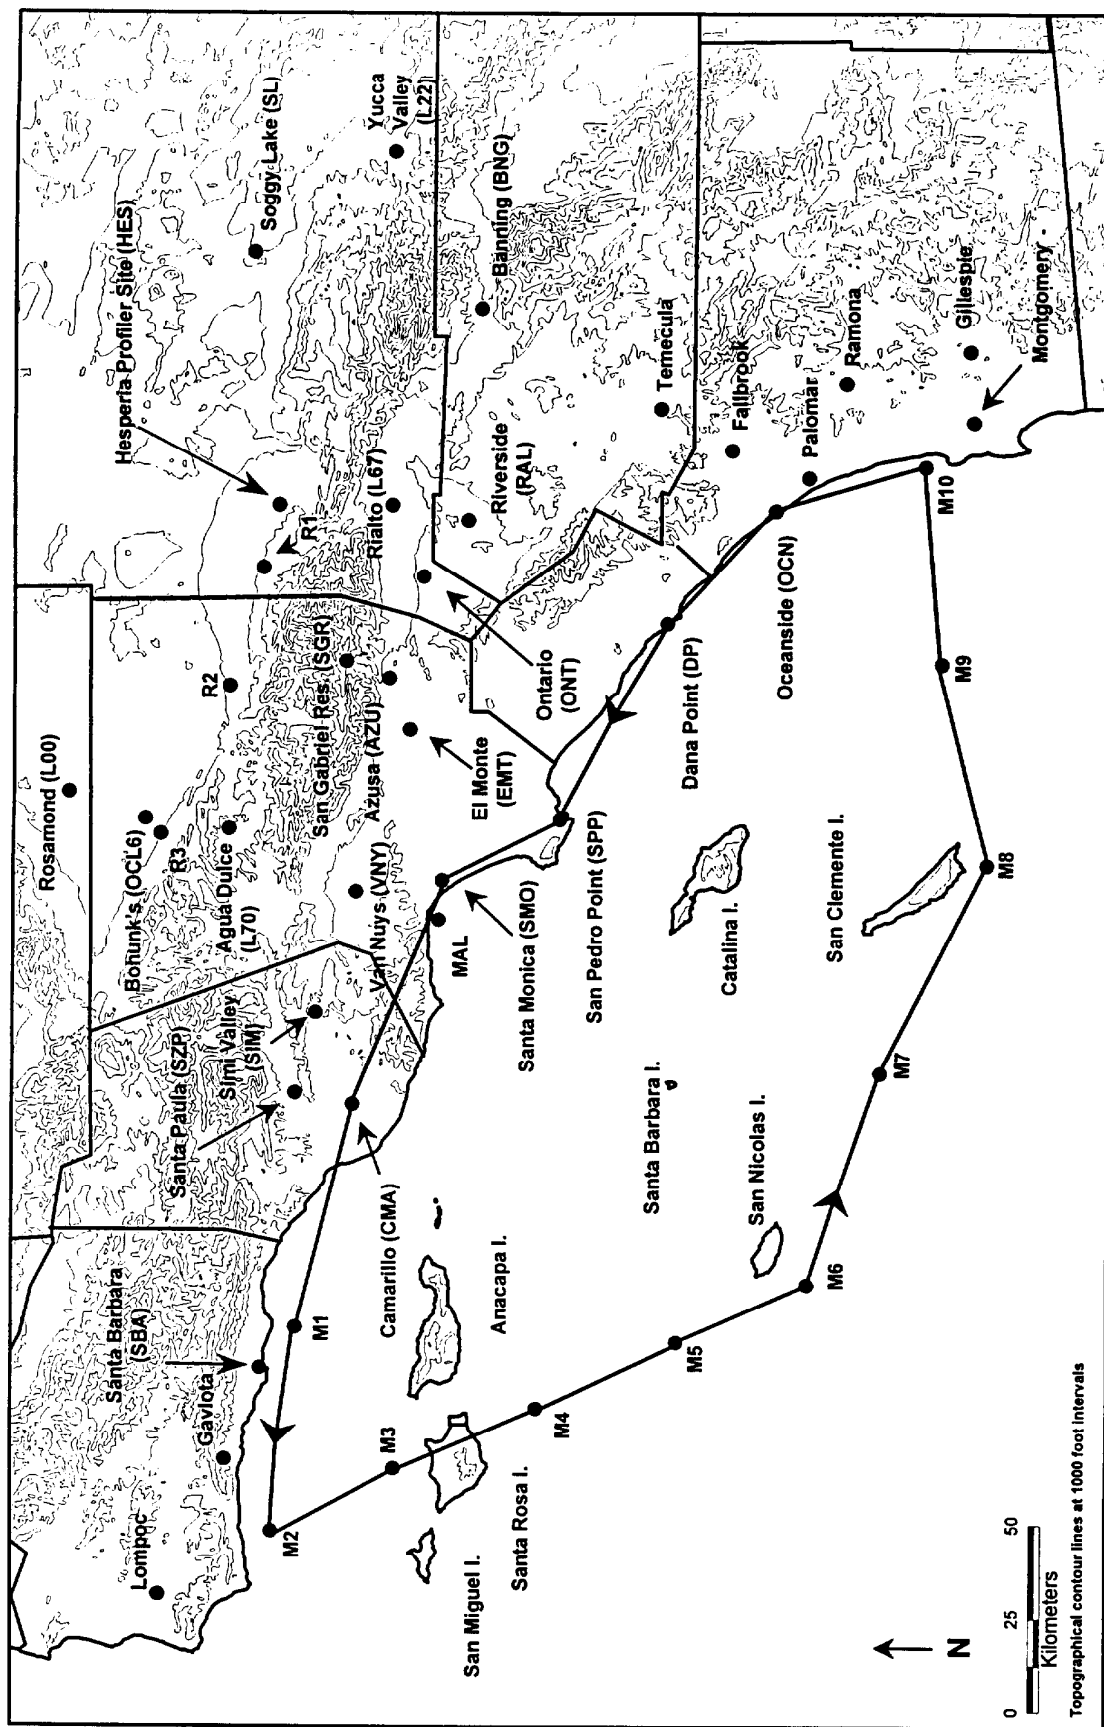 Rosamond (L00)
Bohunk's (OCL6)
R3
R2
Agua Dulce
(L70)
Hesperia Profiler Site (HES)
R1
Soggy Lake (SL)
Yucca
Valley
(L22)
Lompoc
Gaviota
Santa Barbara
(SBA)
Santa Paula (SZP)
Simi Valley
(SIM)
Van Nuys (VNY)
San Gabriel Res. (SGR)
Azusa (AZU)
El Monte
(EMT)
Rialto (L67)
Ontario
(ONT)
Riverside
(RAL)
Banning (BNG)
M2
M1
M3
Camarillo (CMA)
MAL
Santa Monica (SMO)
San Pedro Point (SPP)
San Miguel I.
Santa Rosa I.
Anacapa I.
M4
M5
Santa Barbara I.
San Nicolas I.
M6
M7
Catalina I.
San Clemente I.
M8
M9
M10
Dana Point (DP)
Oceanside (OCN)
Temecula
Fallbrook
Palomar
Ramona
Gillespie
Montgomery
N
0 25 50
Kilometers
Topographical contour lines at 1000 foot intervals